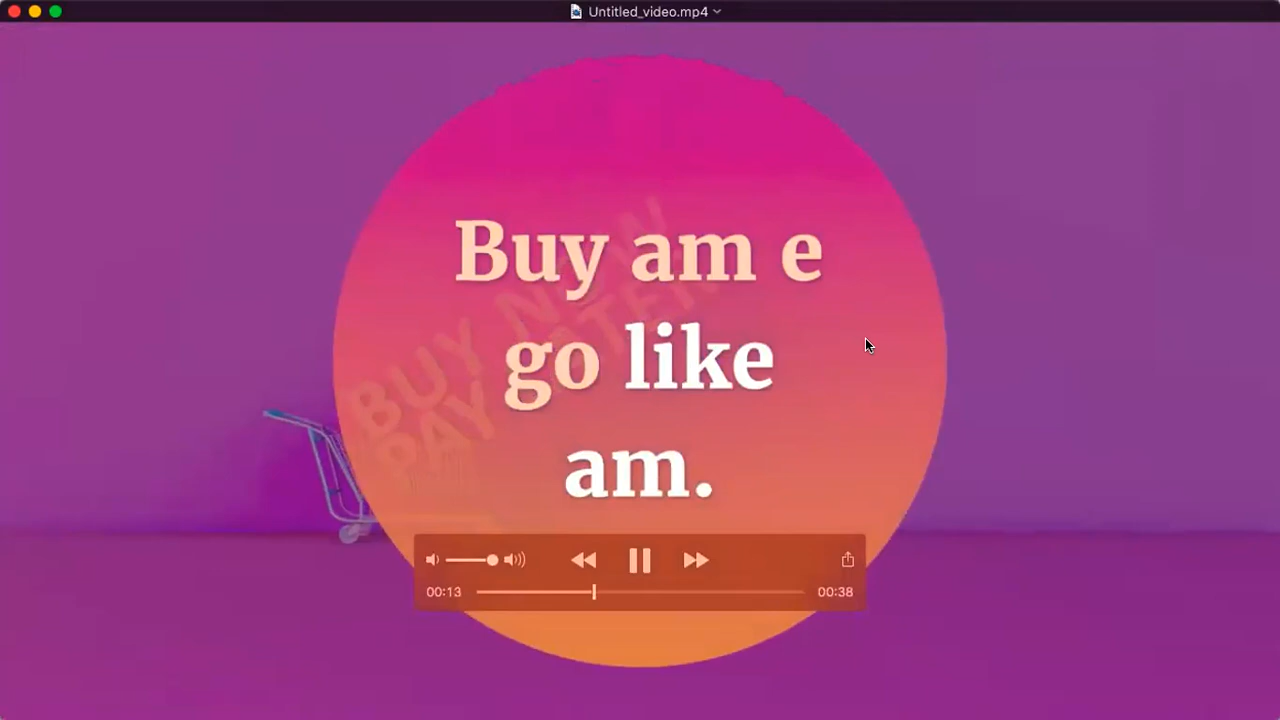 Untitled_video.mp4
Buy am e
go like
am.
BUY NOW
PAY LATER
00:13
00:38